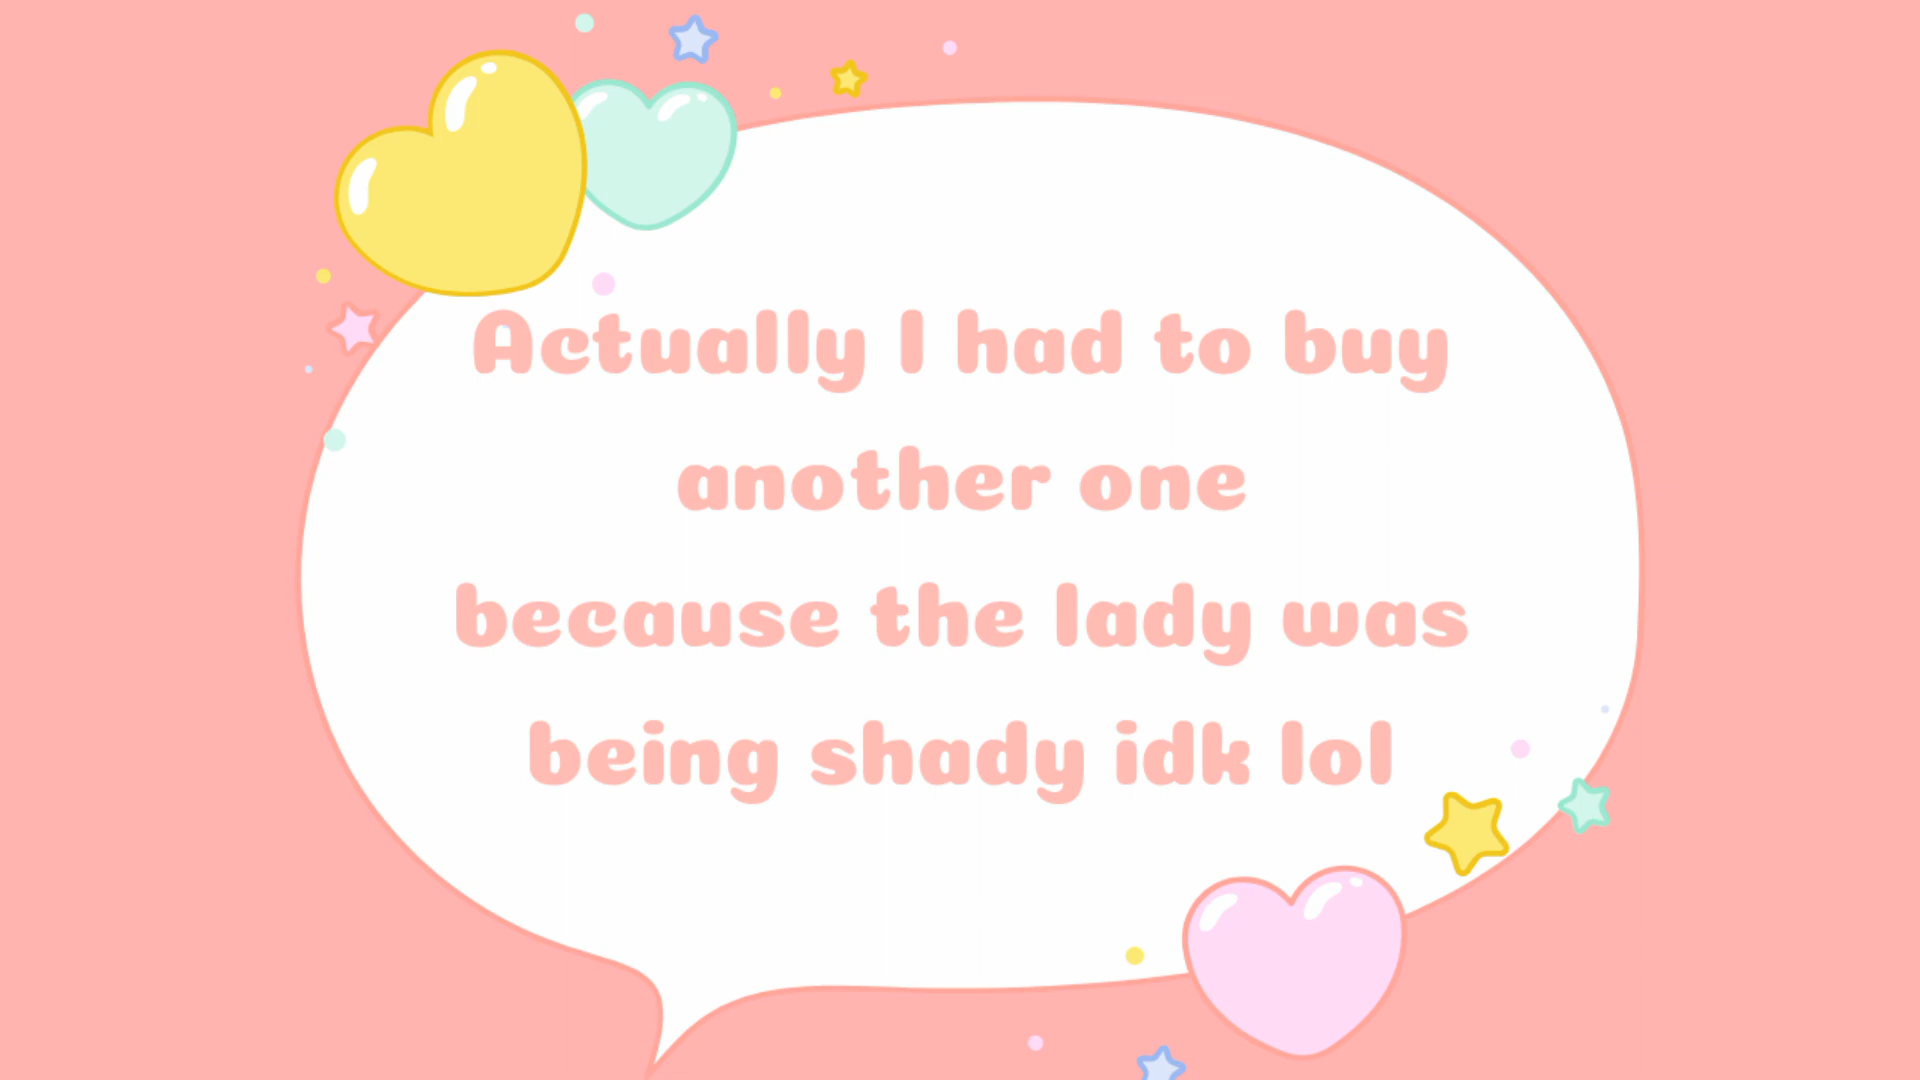 Actually I had to buy
another one
because the lady was
being shady idk lol